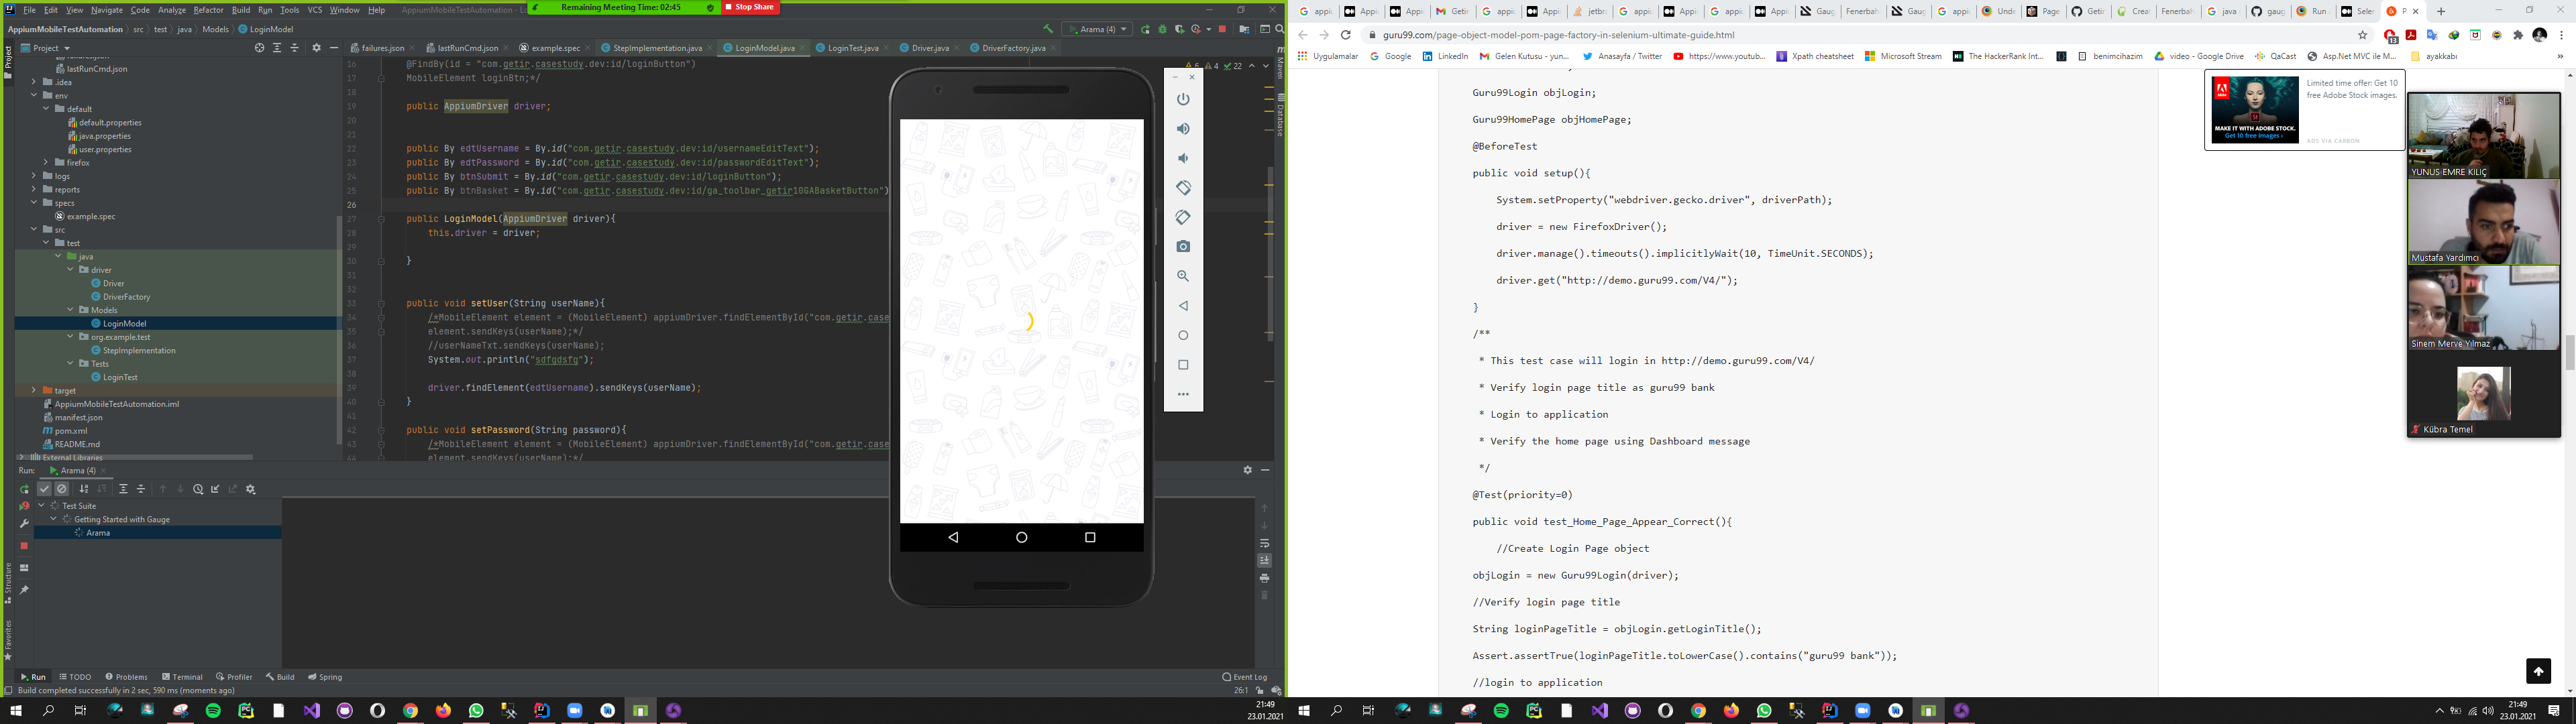 File Edit View Navigate Code Analyze Refactor Build Run Tools VCS Window Help
Remaining Meeting Time: 02:45
Stop Share
AppiumMobileTestAutomation > src > test > java > Models > LoginModel
Arama (4)
Project
lastRunCmd.json
.idea
env
default
default.properties
java.properties
user.properties
firefox
logs
reports
specs
example.spec
src
test
java
driver
Driver
DriverFactory
Models
LoginModel
org.example.test
StepImplementation
Tests
LoginTest
target
AppiumMobileTestAutomation.iml
manifest.json
pom.xml
README.md
External Libraries
failures.json
lastRunCmd.json
example.spec
StepImplementation.java
LoginModel.java
LoginTest.java
Driver.java
DriverFactory.java
16 @FindBy(id = "com.getir.casestudy.dev:id/loginButton")
17 MobileElement loginBtn;*/
18
19 public AppiumDriver driver;
20
21
22 public By edtUsername = By.id("com.getir.casestudy.dev:id/usernameEditText");
23 public By edtPassword = By.id("com.getir.casestudy.dev:id/passwordEditText");
24 public By btnSubmit = By.id("com.getir.casestudy.dev:id/loginButton");
25 public By btnBasket = By.id("com.getir.casestudy.dev:id/ga_toolbar_getir10GABasketButton")
26
27 public LoginModel(AppiumDriver driver){
28 this.driver = driver;
29
30 }
31
32
33 public void setUser(String userName){
34 /*MobileElement element = (MobileElement) appiumDriver.findElementById("com.getir.cas
35 element.sendKeys(userName);*/
36 //userNameTxt.sendKeys(userName);
37 System.out.println("sdfgdsfg");
38
39 driver.findElement(edtUsername).sendKeys(userName);
40 }
41
42 public void setPassword(String password){
43 /*MobileElement element = (MobileElement) appiumDriver.findElementById("com.getir.cas
44 element.sendKeys(userName);*/
6 4 22
Maven
Database
Structure
Favorites
Run: Arama (4)
Test Suite
Getting Started with Gauge
Arama
Run TODO Problems Terminal Profiler Build Spring
Event Log
Build completed successfully in 2 sec, 590 ms (moments ago)
26:1
21:49
23.01.2021
guru99.com/page-object-model-pom-page-factory-in-selenium-ultimate-guide.html
Uygulamalar Google LinkedIn Gelen Kutusu - yun... Anasayfa / Twitter https://www.youtub... Xpath cheatsheet Microsoft Stream The HackerRank Int... benimcihazim video - Google Drive QaCast Asp.Net MVC ile M... ayakkabı
Guru99Login objLogin;
Guru99HomePage objHomePage;
@BeforeTest
public void setup(){
System.setProperty("webdriver.gecko.driver", driverPath);
driver = new FirefoxDriver();
driver.manage().timeouts().implicitlyWait(10, TimeUnit.SECONDS);
driver.get("http://demo.guru99.com/V4/");
}
/**
* This test case will login in http://demo.guru99.com/V4/
* Verify login page title as guru99 bank
* Login to application
* Verify the home page using Dashboard message
*/
@Test(priority=0)
public void test_Home_Page_Appear_Correct(){
//Create Login Page object
objLogin = new Guru99Login(driver);
//Verify login page title
String loginPageTitle = objLogin.getLoginTitle();
Assert.assertTrue(loginPageTitle.toLowerCase().contains("guru99 bank"));
//login to application
Adobe
MAKE IT WITH ADOBE STOCK.
Get 10 free images ›
Limited time offer: Get 10
free Adobe Stock images.
ADS VIA CARBON
YUNUS EMRE KILIÇ
Mustafa Yardımcı
Sinem Merve Yılmaz
Kübra Temel
21:49
23.01.2021